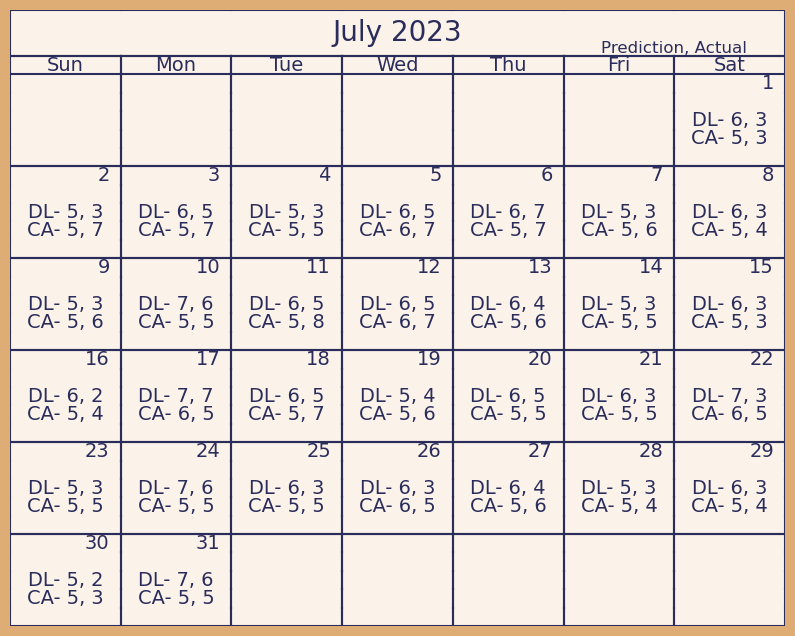 July 2023
Prediction, Actual
Sun Mon Tue Wed Thu Fri Sat
1
DL- 6, 3
CA- 5, 3
2 3 4 5 6 7 8
DL- 5, 3 DL- 6, 5 DL- 5, 3 DL- 6, 5 DL- 6, 7 DL- 5, 3 DL- 6, 3
CA- 5, 7 CA- 5, 7 CA- 5, 5 CA- 6, 7 CA- 5, 7 CA- 5, 6 CA- 5, 4
9 10 11 12 13 14 15
DL- 5, 3 DL- 7, 6 DL- 6, 5 DL- 6, 5 DL- 6, 4 DL- 5, 3 DL- 6, 3
CA- 5, 6 CA- 5, 5 CA- 5, 8 CA- 6, 7 CA- 5, 6 CA- 5, 5 CA- 5, 3
16 17 18 19 20 21 22
DL- 6, 2 DL- 7, 7 DL- 6, 5 DL- 5, 4 DL- 6, 5 DL- 6, 3 DL- 7, 3
CA- 5, 4 CA- 6, 5 CA- 5, 7 CA- 5, 6 CA- 5, 5 CA- 5, 5 CA- 6, 5
23 24 25 26 27 28 29
DL- 5, 3 DL- 7, 6 DL- 6, 3 DL- 6, 3 DL- 6, 4 DL- 5, 3 DL- 6, 3
CA- 5, 5 CA- 5, 5 CA- 5, 5 CA- 6, 5 CA- 5, 6 CA- 5, 4 CA- 5, 4
30 31
DL- 5, 2 DL- 7, 6
CA- 5, 3 CA- 5, 5